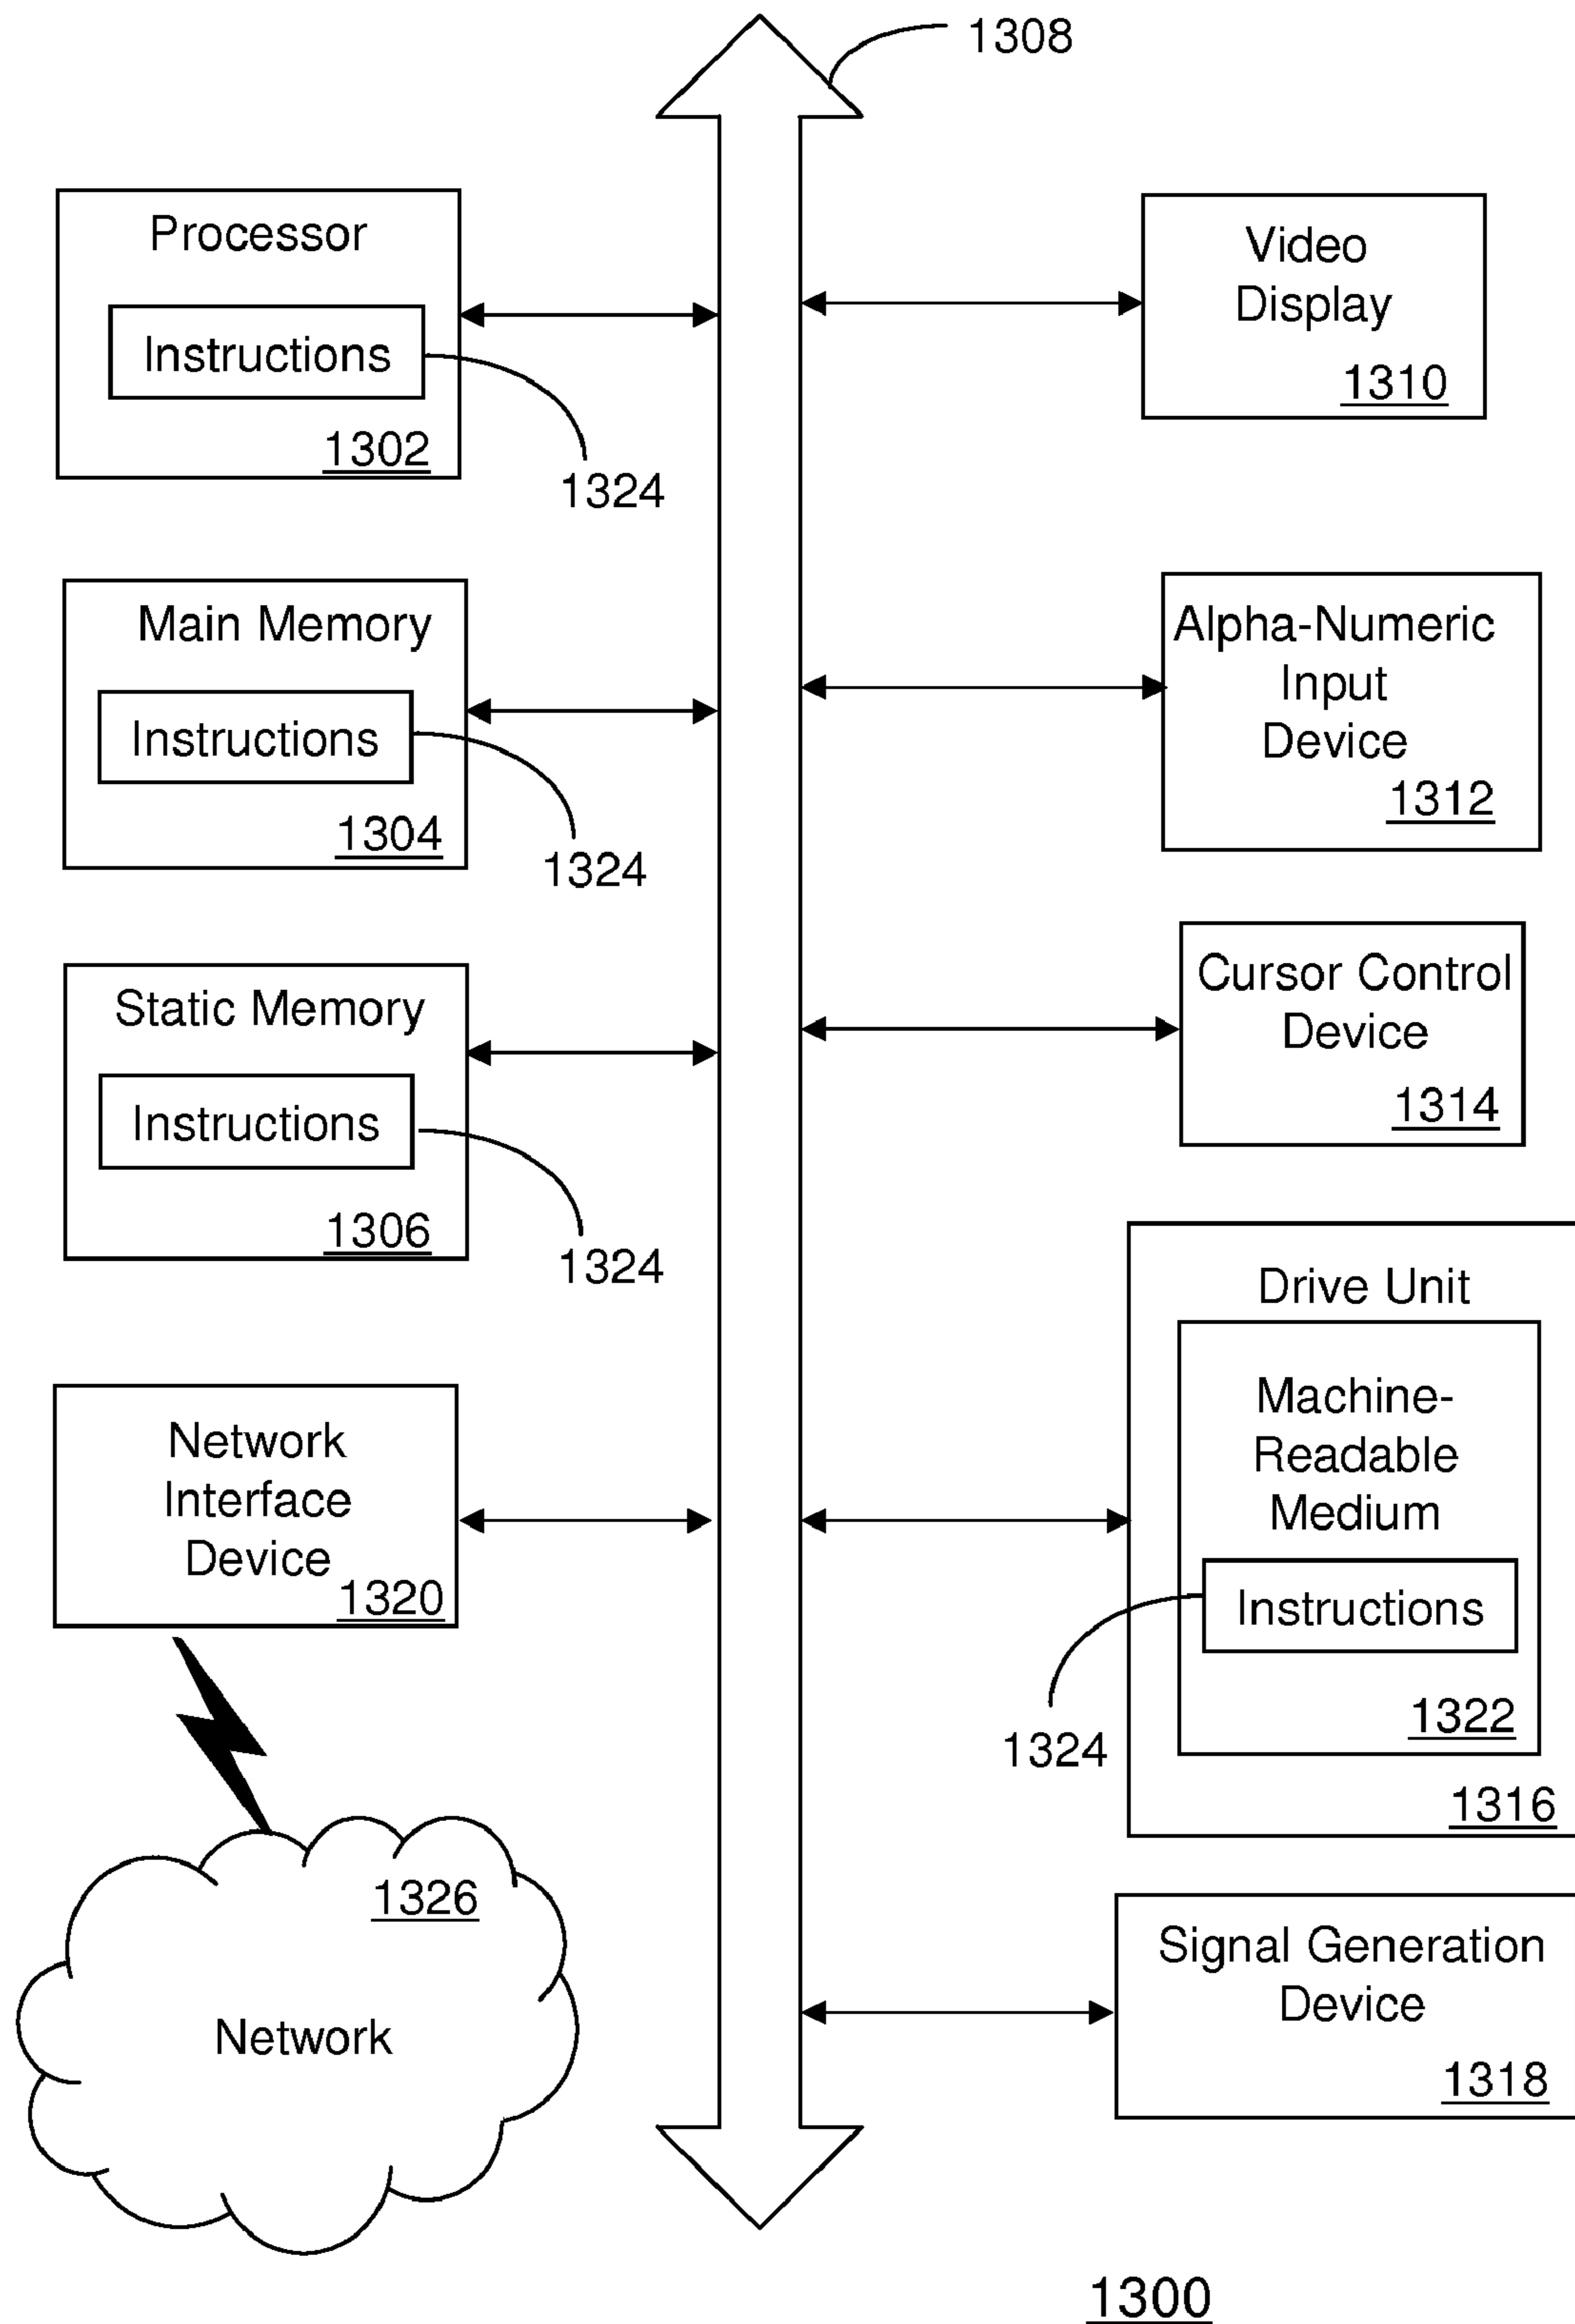 1308
Processor
Instructions
1302
1324
Main Memory
Instructions
1304
1324
Static Memory
Instructions
1306
1324
Network
Interface
Device
1320
1326
Network
Video
Display
1310
Alpha-Numeric
Input
Device
1312
Cursor Control
Device
1314
Drive Unit
Machine-
Readable
Medium
Instructions
1322
1324
1316
Signal Generation
Device
1318
1300